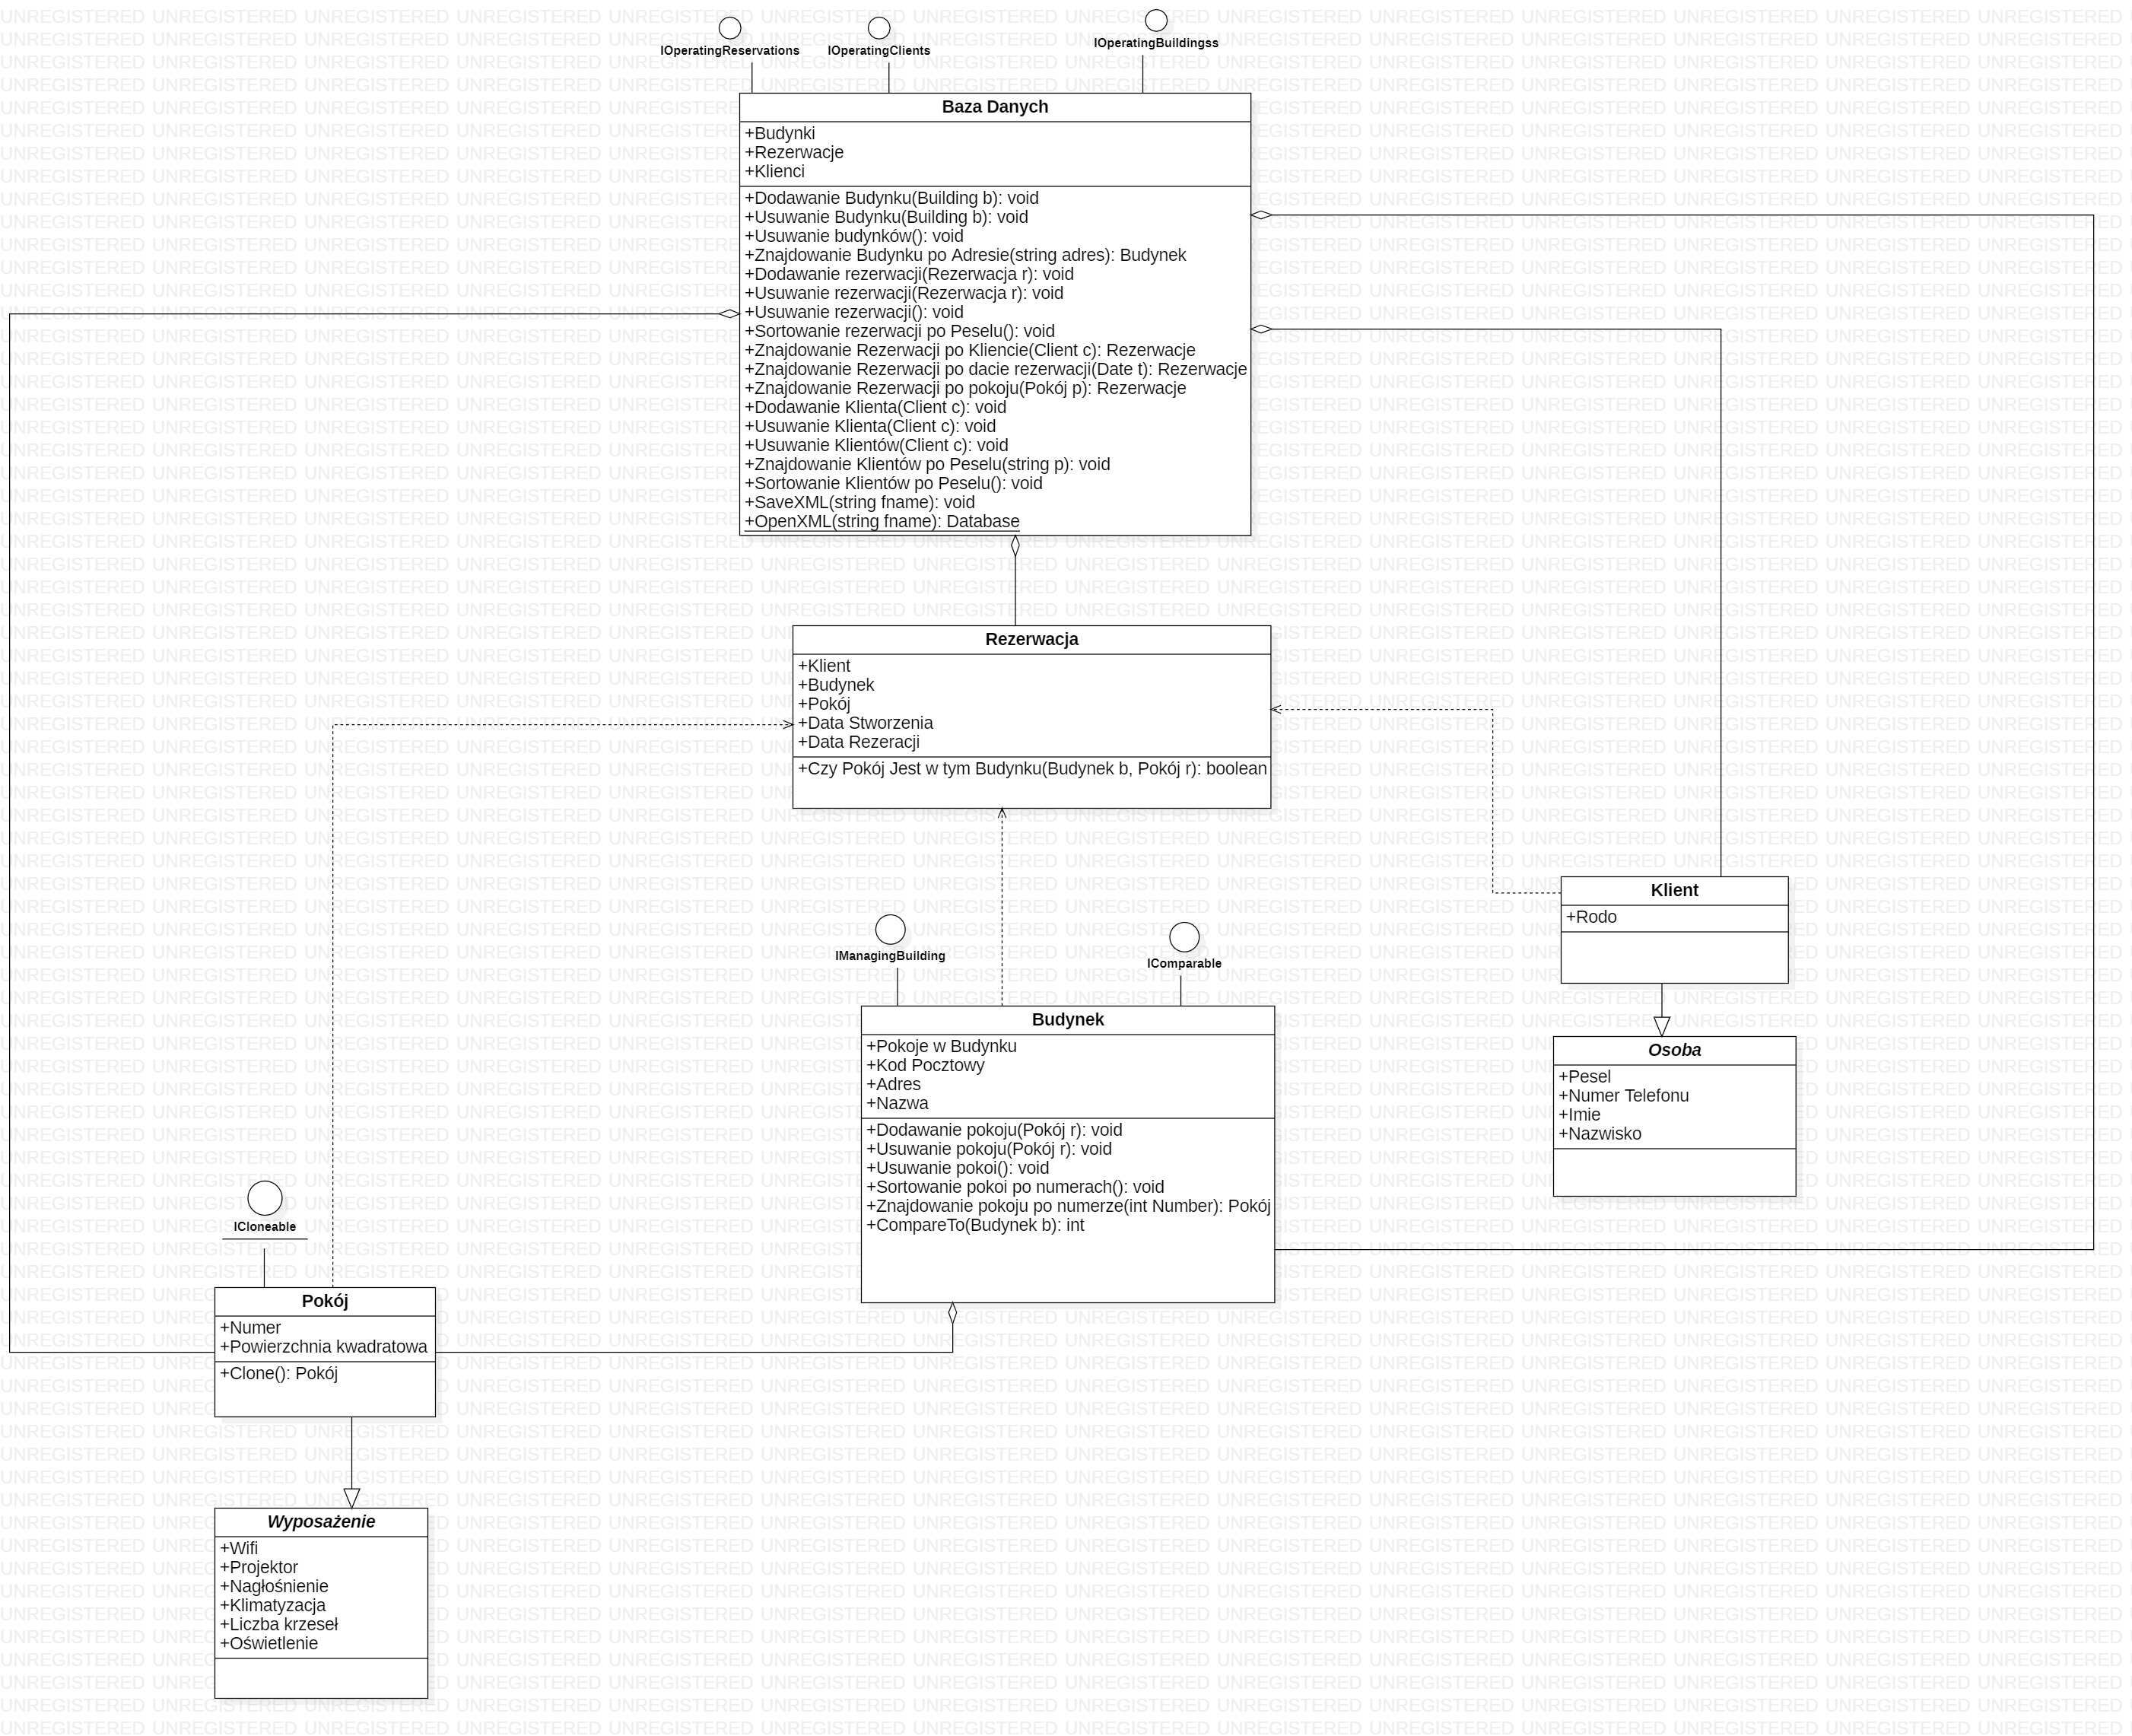 IOperatingReservations
IOperatingClients
IOperatingBuildingss
Baza Danych
+Budynki
+Rezerwacje
+Klienci
+Dodawanie Budynku(Building b): void
+Usuwanie Budynku(Building b): void
+Usuwanie budynków(): void
+Znajdowanie Budynku po Adresie(string adres): Budynek
+Dodawanie rezerwacji(Rezerwacja r): void
+Usuwanie rezerwacji(Rezerwacja r): void
+Usuwanie rezerwacji(): void
+Sortowanie rezerwacji po Peselu(): void
+Znajdowanie Rezerwacji po Kliencie(Client c): Rezerwacje
+Znajdowanie Rezerwacji po dacie rezerwacji(Date t): Rezerwacje
+Znajdowanie Rezerwacji po pokoju(Pokój p): Rezerwacje
+Dodawanie Klienta(Client c): void
+Usuwanie Klienta(Client c): void
+Usuwanie Klientów(Client c): void
+Znajdowanie Klientów po Peselu(string p): void
+Sortowanie Klientów po Peselu(): void
+SaveXML(string fname): void
+OpenXML(string fname): Database
Rezerwacja
+Klient
+Budynek
+Pokój
+Data Stworzenia
+Data Rezeracji
+Czy Pokój Jest w tym Budynku(Budynek b, Pokój r): boolean
Klient
+Rodo
IManagingBuilding
IComparable
Budynek
+Pokoje w Budynku
+Kod Pocztowy
+Adres
+Nazwa
+Dodawanie pokoju(Pokój r): void
+Usuwanie pokoju(Pokój r): void
+Usuwanie pokoi(): void
+Sortowanie pokoi po numerach(): void
+Znajdowanie pokoju po numerze(int Number): Pokój
+CompareTo(Budynek b): int
Osoba
+Pesel
+Numer Telefonu
+Imie
+Nazwisko
ICloneable
Pokój
+Numer
+Powierzchnia kwadratowa
+Clone(): Pokój
Wyposażenie
+Wifi
+Projektor
+Nagłośnienie
+Klimatyzacja
+Liczba krzeseł
+Oświetlenie